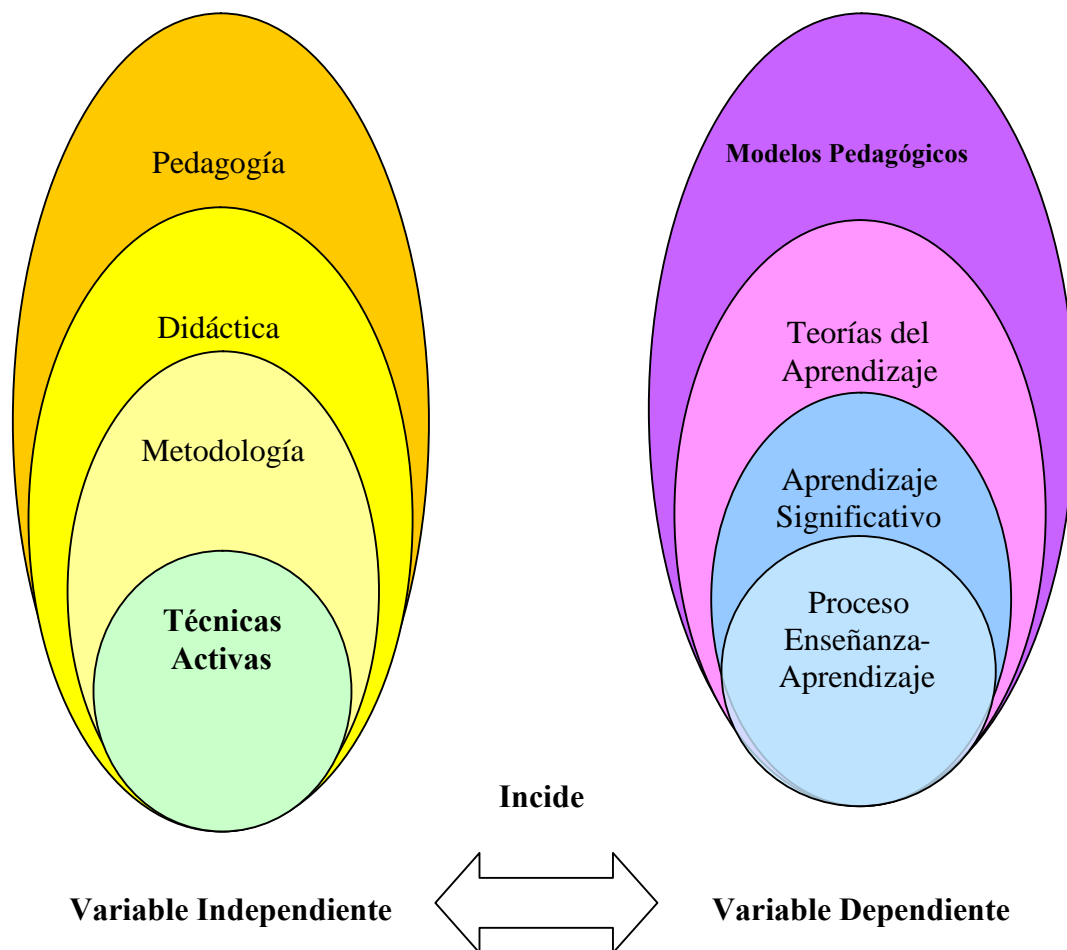 Pedagogía
Didáctica
Metodología
Técnicas
Activas
Modelos Pedagógicos
Teorías del
Aprendizaje
Aprendizaje
Significativo
Proceso
Enseñanza-
Aprendizaje
Incide
Variable Independiente
Variable Dependiente